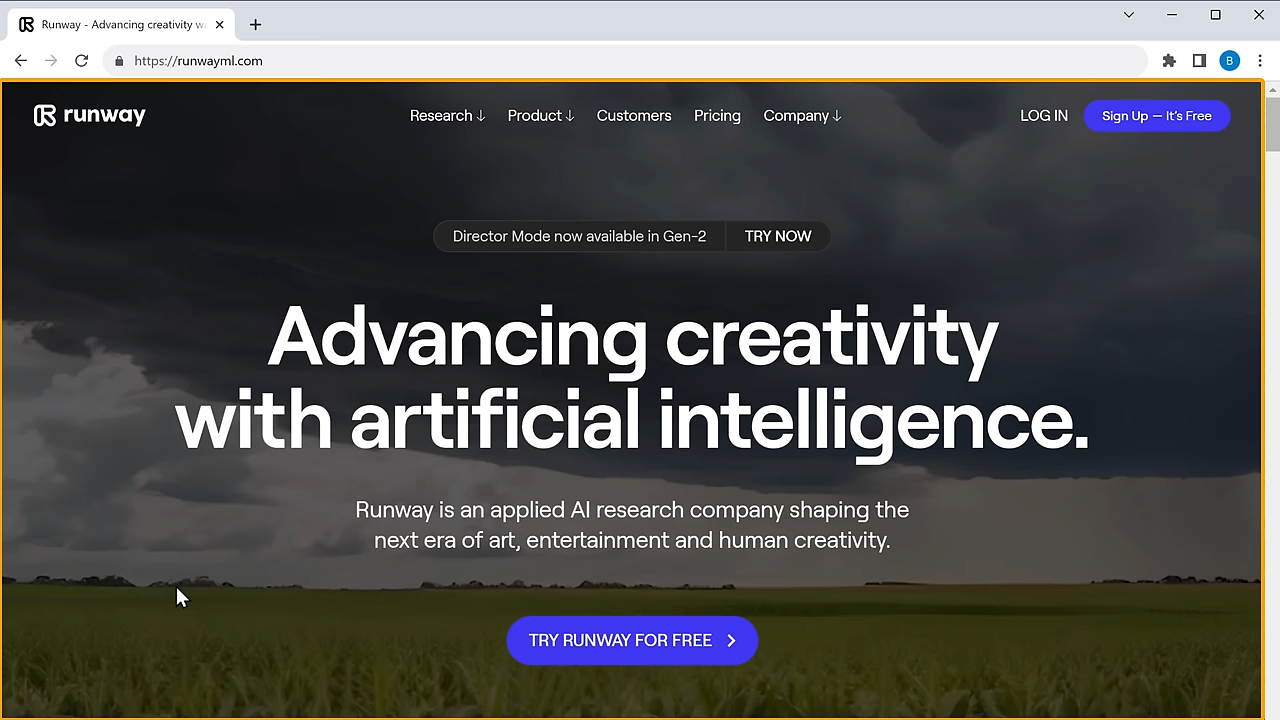 Runway - Advancing creativity w
https://runwayml.com
B
runway
Research ↓ Product ↓ Customers Pricing Company ↓
LOG IN
Sign Up — It's Free
Director Mode now available in Gen-2
TRY NOW
Advancing creativity
with artificial intelligence.
Runway is an applied AI research company shaping the
next era of art, entertainment and human creativity.
TRY RUNWAY FOR FREE